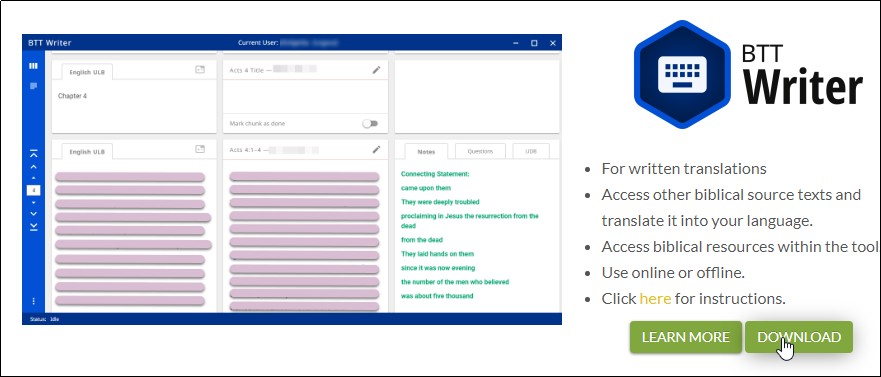 BTT Writer
Current User:
English ULB
Chapter 4
Acts 4 Title —
Mark chunk as done
English ULB
Acts 4:1–4 —
Notes
Questions
UDB
Connecting Statement:
came upon them
They were deeply troubled
proclaiming in Jesus the resurrection from the
dead
from the dead
They laid hands on them
since it was now evening
the number of the men who believed
was about five thousand
4
Status: Idle
BTT
Writer
For written translations
Access other biblical source texts and
translate it into your language.
Access biblical resources within the tool.
Use online or offline.
Click here for instructions.
LEARN MORE
DOWNLOAD